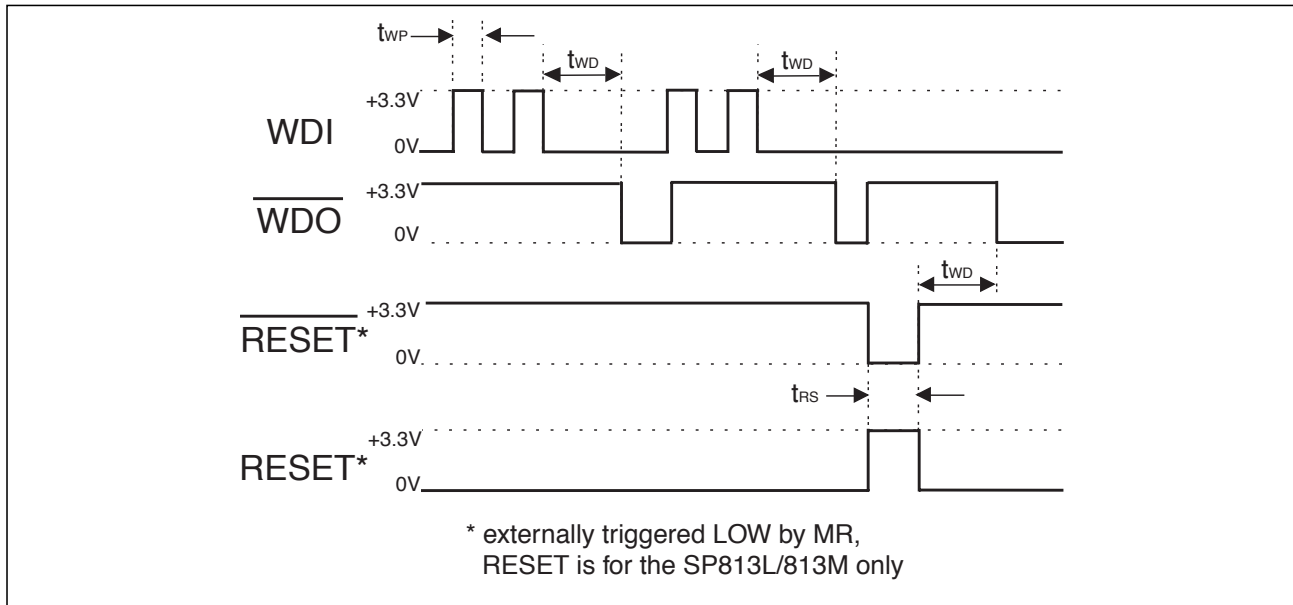 tWP
tWD
tWD
+3.3V
WDI
0V
+3.3V
WDO
0V
tWD
+3.3V
RESET*
0V
tRS
+3.3V
RESET*
0V
* externally triggered LOW by MR,
RESET is for the SP813L/813M only